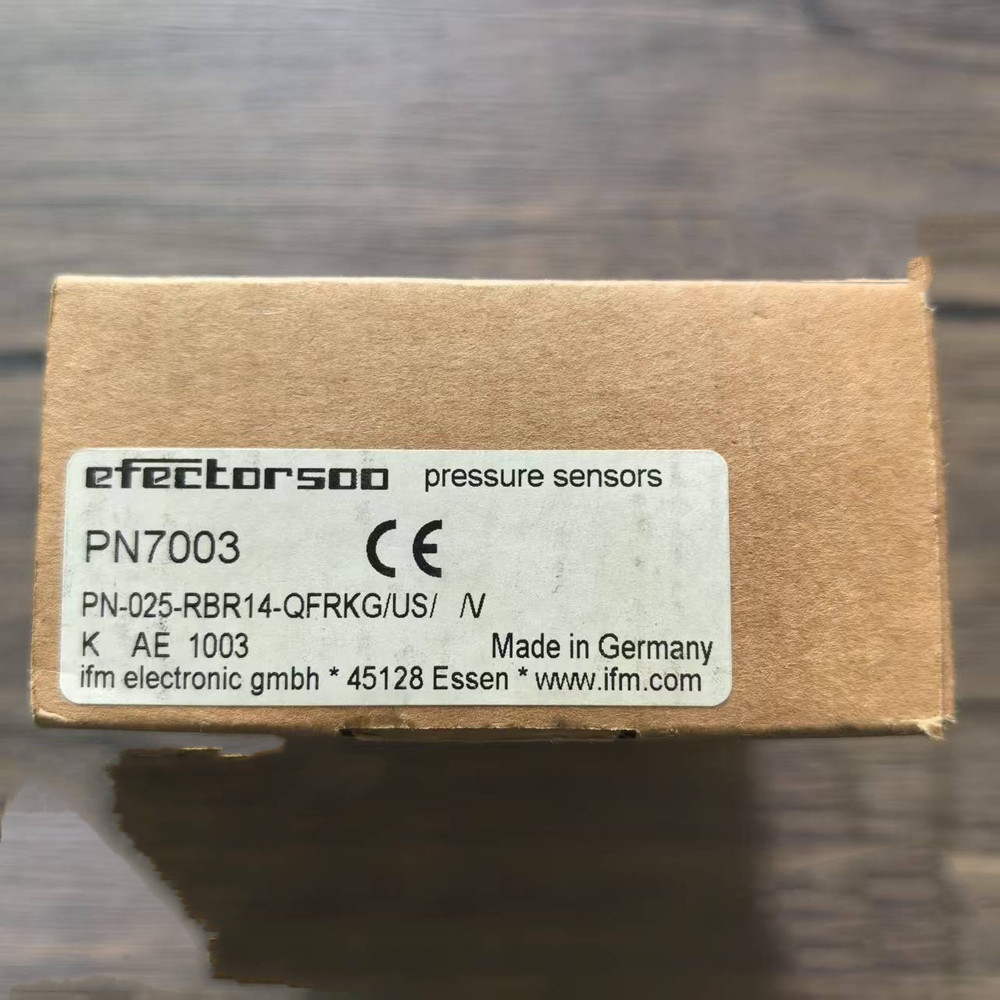 efector500 pressure sensors
PN7003 CE
PN-025-RBR14-QFRKG/US/ /V
K AE 1003 Made in Germany
ifm electronic gmbh * 45128 Essen * www.ifm.com